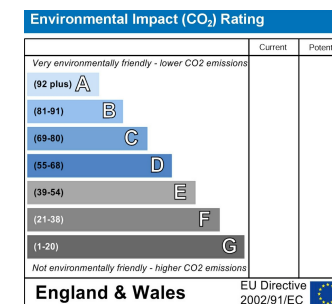 Environmental Impact (CO₂) Rating
Current Poten
Very environmentally friendly - lower CO2 emissions
(92 plus) A
(81-91) B
(69-80) C
(55-68) D
(39-54) E
(21-38) F
(1-20) G
Not environmentally friendly - higher CO2 emissions
England & Wales
EU Directive
2002/91/EC